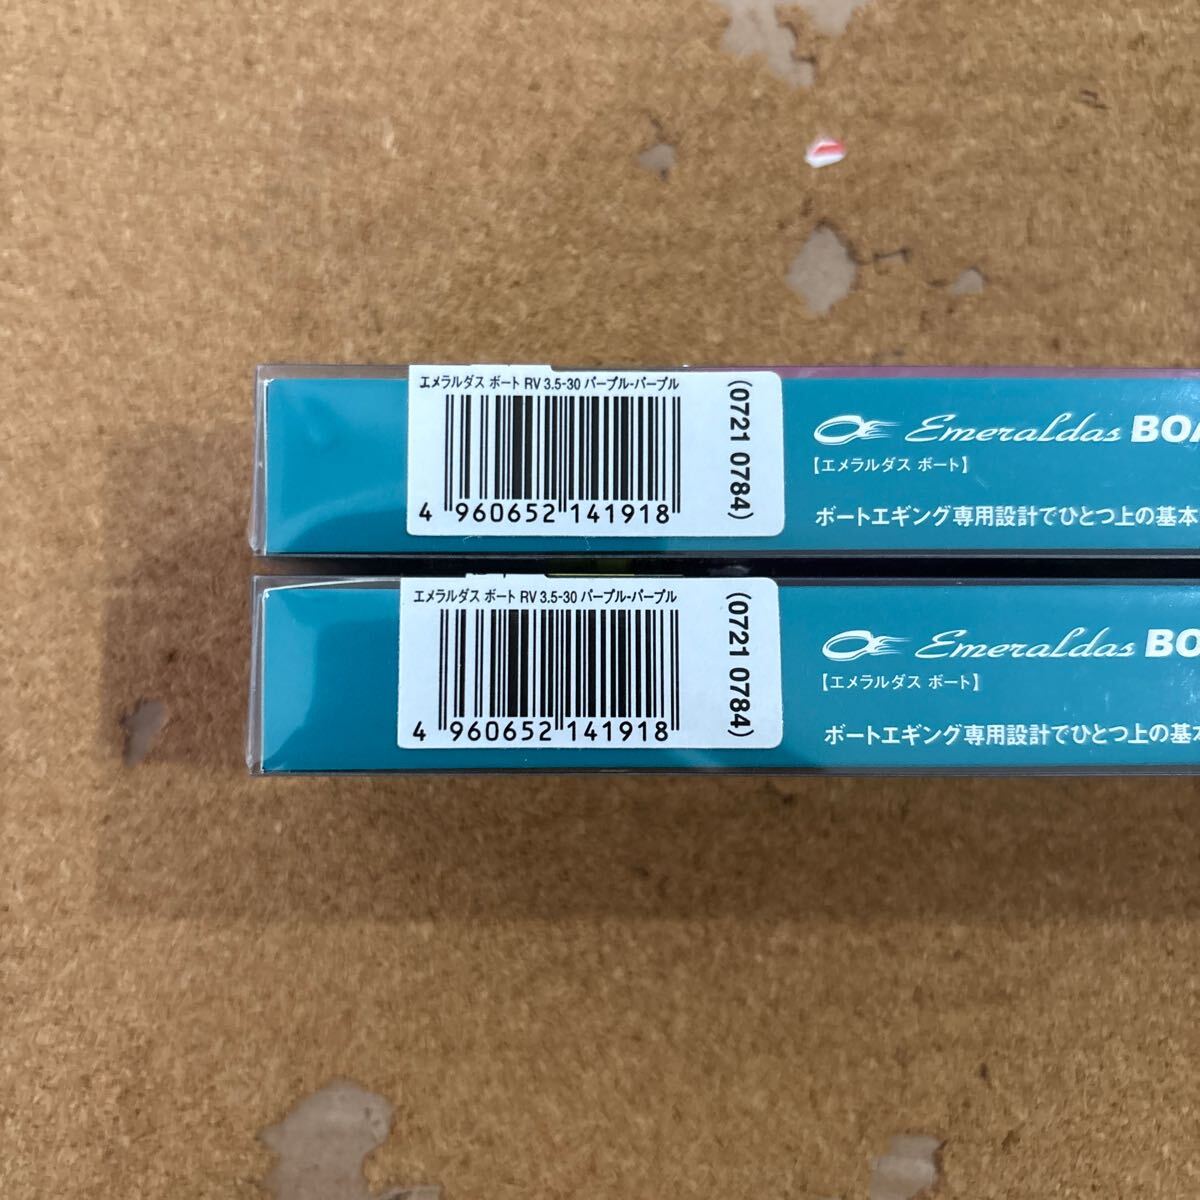 エメラルダス ボート RV 3.5-30 パープル-パープル
4 960652 141918
(0721 0784)
Emeraldas BOA
【エメラルダス ボート】
ボートエギング専用設計でひとつ上の基本
エメラルダス ボート RV 3.5-30 パープル-パープル
4 960652 141918
(0721 0784)
Emeraldas BO
【エメラルダス ボート】
ボートエギング専用設計でひとつ上の基本